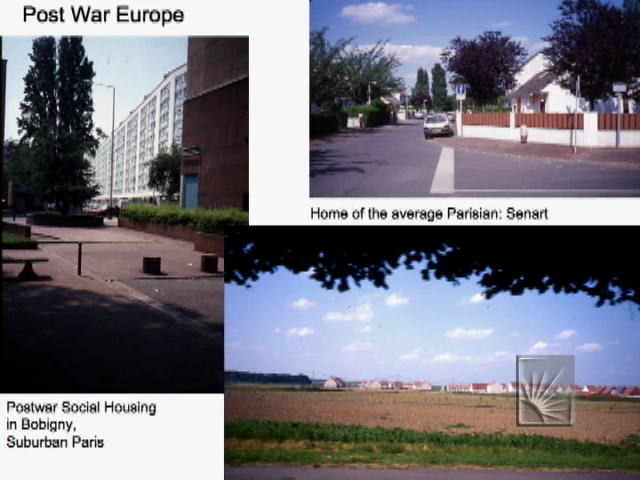 Post War Europe
Home of the average Parisian: Senart
Postwar Social Housing
in Bobigny,
Suburban Paris